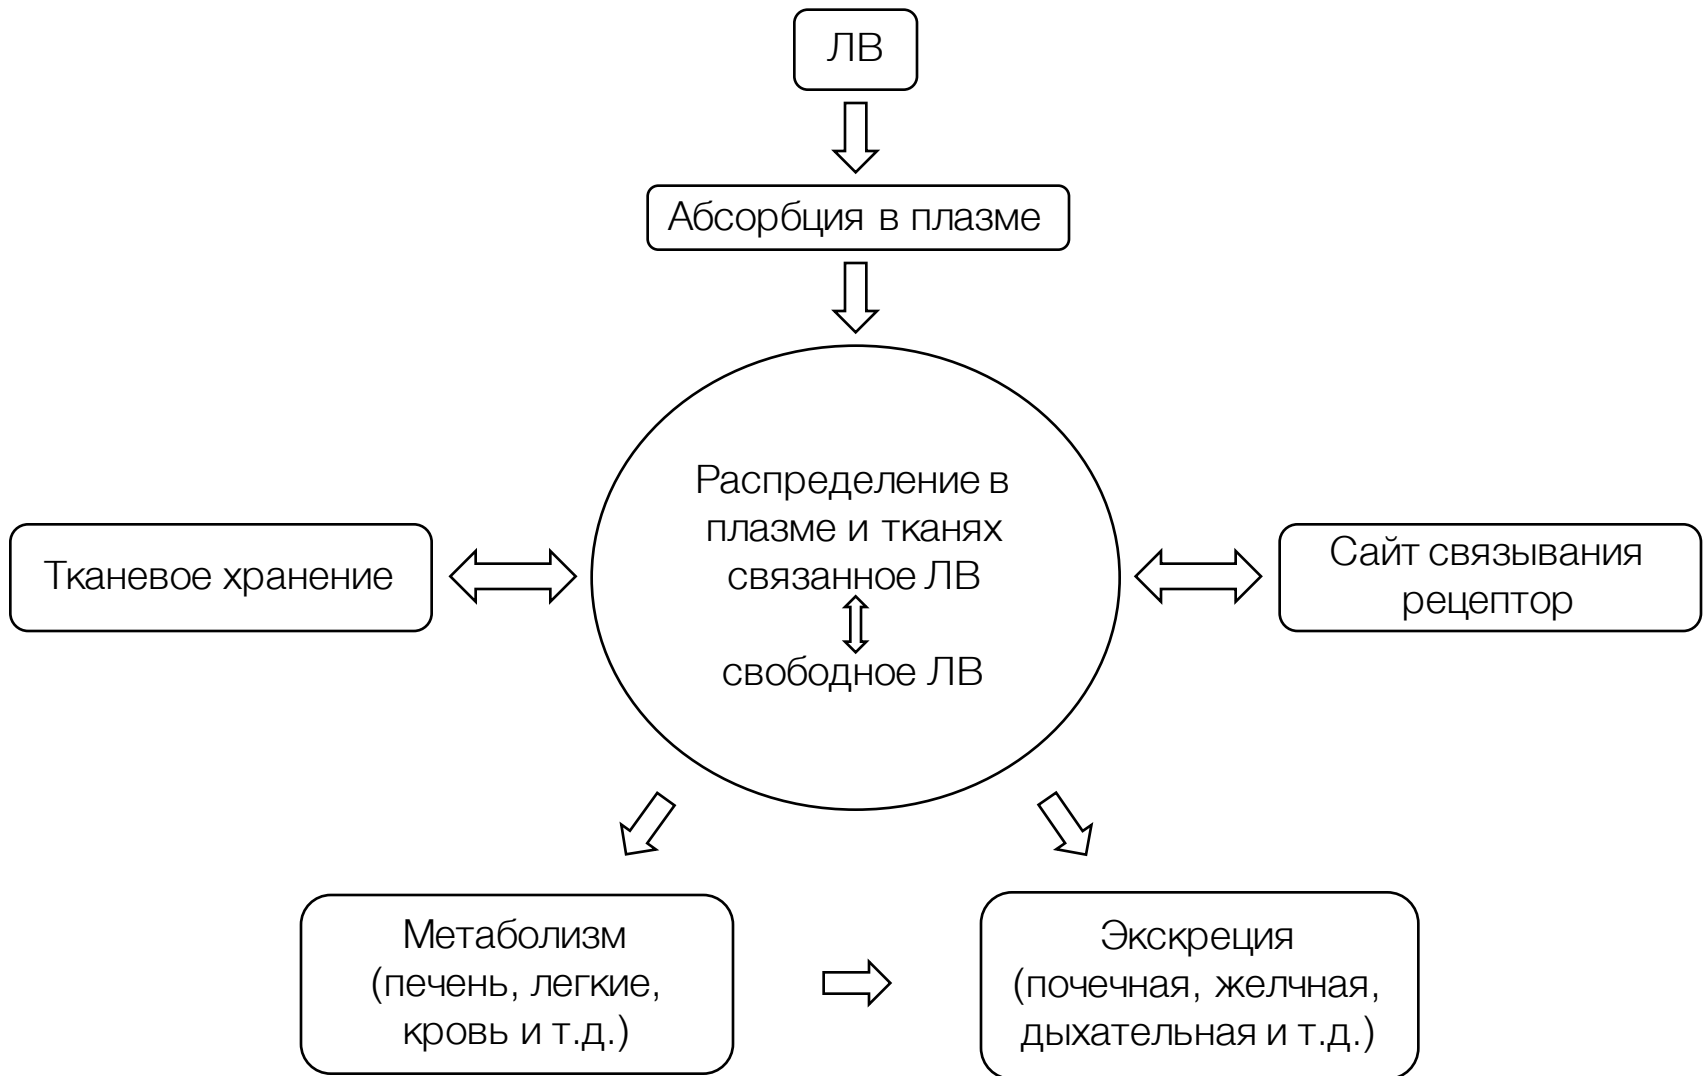 ЛВ
Абсорбция в плазме
Распределение в
плазме и тканях
связанное ЛВ
свободное ЛВ
Тканевое хранение
Сайт связывания
рецептор
Метаболизм
(печень, легкие,
кровь и т.д.)
Экскреция
(почечная, желчная,
дыхательная и т.д.)